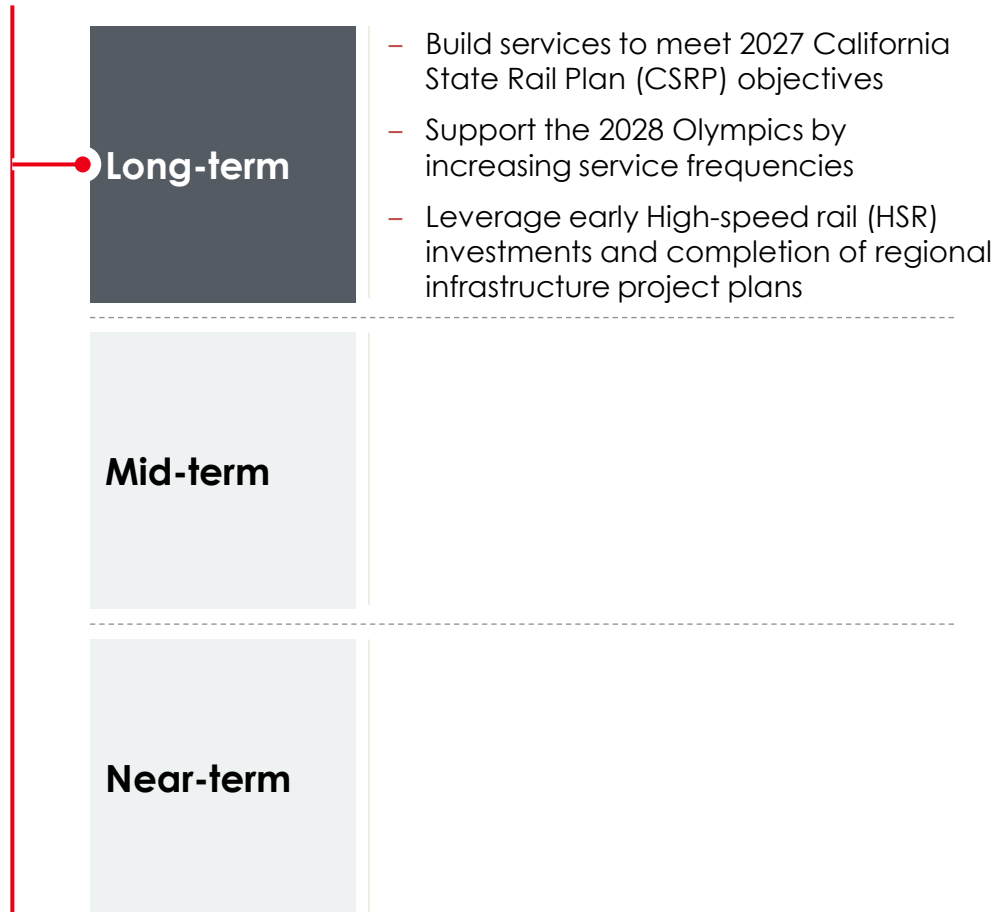 Long-term
– Build services to meet 2027 California
State Rail Plan (CSRP) objectives
– Support the 2028 Olympics by
increasing service frequencies
– Leverage early High-speed rail (HSR)
investments and completion of regional
infrastructure project plans
Mid-term
Near-term